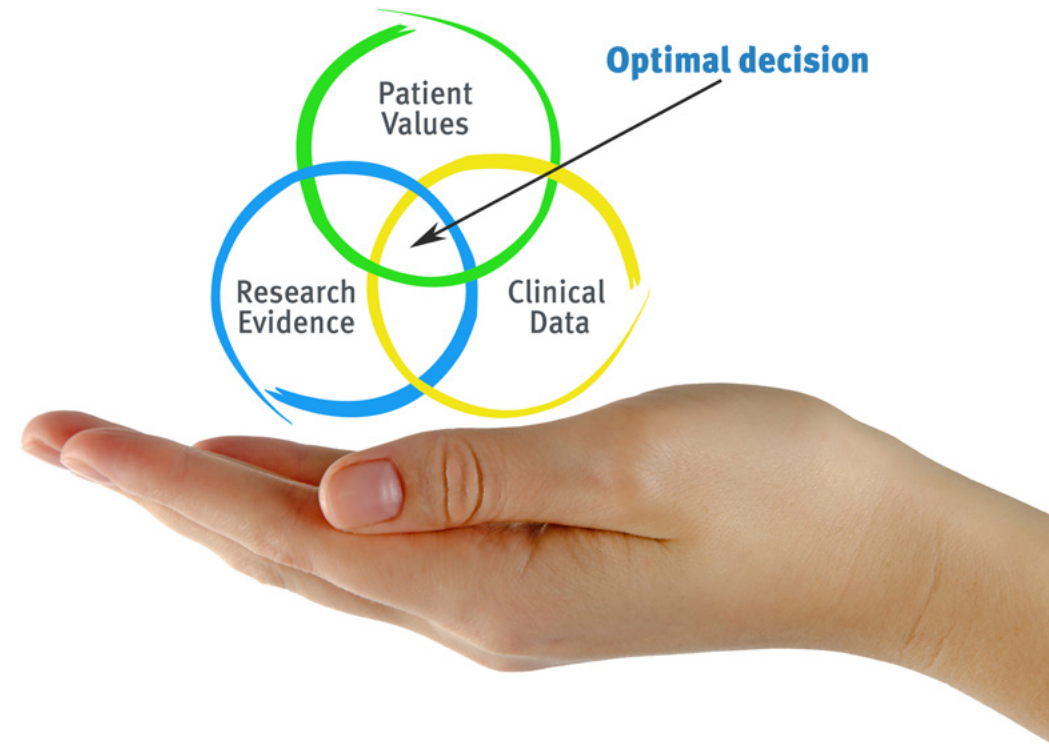 Optimal decision
Patient
Values
Research
Evidence
Clinical
Data